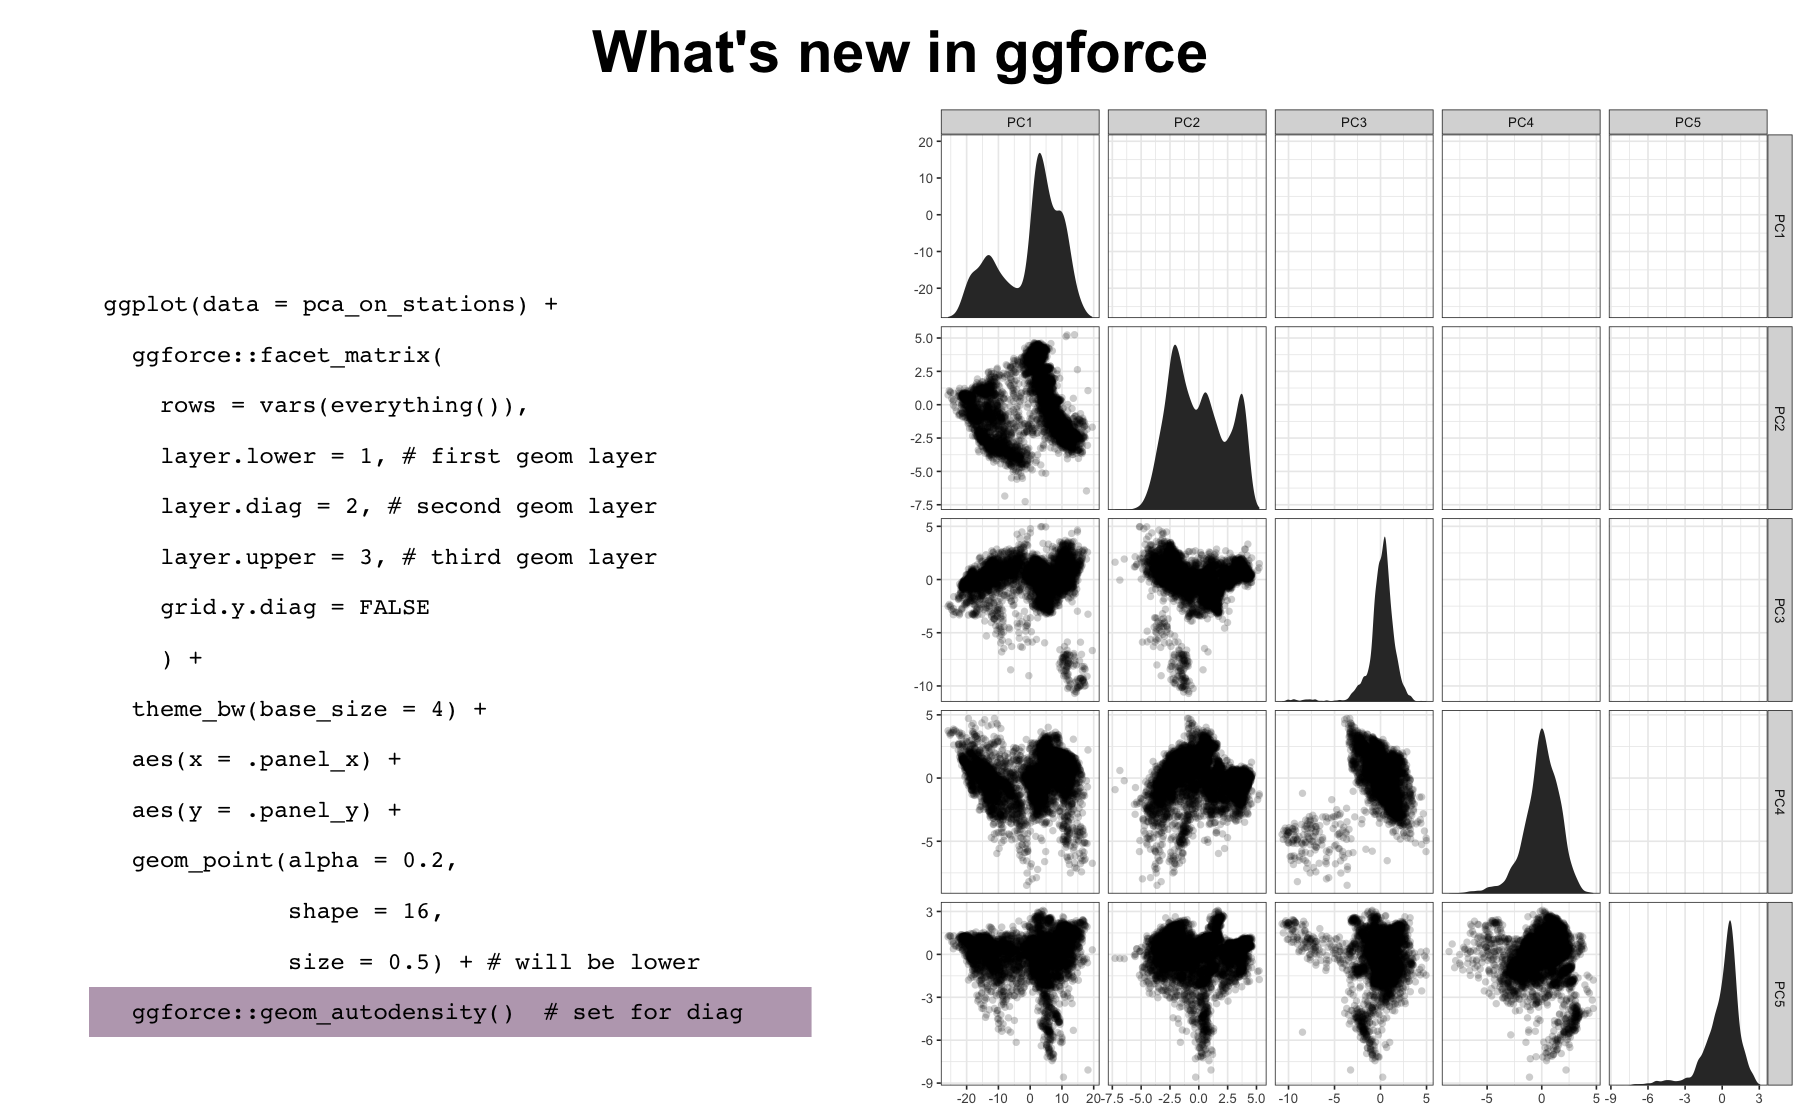 What's new in ggforce
ggplot(data = pca_on_stations) +
ggforce::facet_matrix(
rows = vars(everything()),
layer.lower = 1, # first geom layer
layer.diag = 2, # second geom layer
layer.upper = 3, # third geom layer
grid.y.diag = FALSE
) +
theme_bw(base_size = 4) +
aes(x = .panel_x) +
aes(y = .panel_y) +
geom_point(alpha = 0.2,
shape = 16,
size = 0.5) + # will be lower
ggforce::geom_autodensity()  # set for diag
PC1 PC2 PC3 PC4 PC5
20
10
0
-10
-20
PC1
5.0
2.5
0.0
-2.5
-5.0
-7.5
PC2
5
0
-5
-10
PC3
5
0
-5
PC4
3
0
-3
-6
-9
PC5
-20 -10 0 10 20 -7.5 -5.0 -2.5 0.0 2.5 5.0 -10 -5 0 5 -5 0 5 -9 -6 -3 0 3